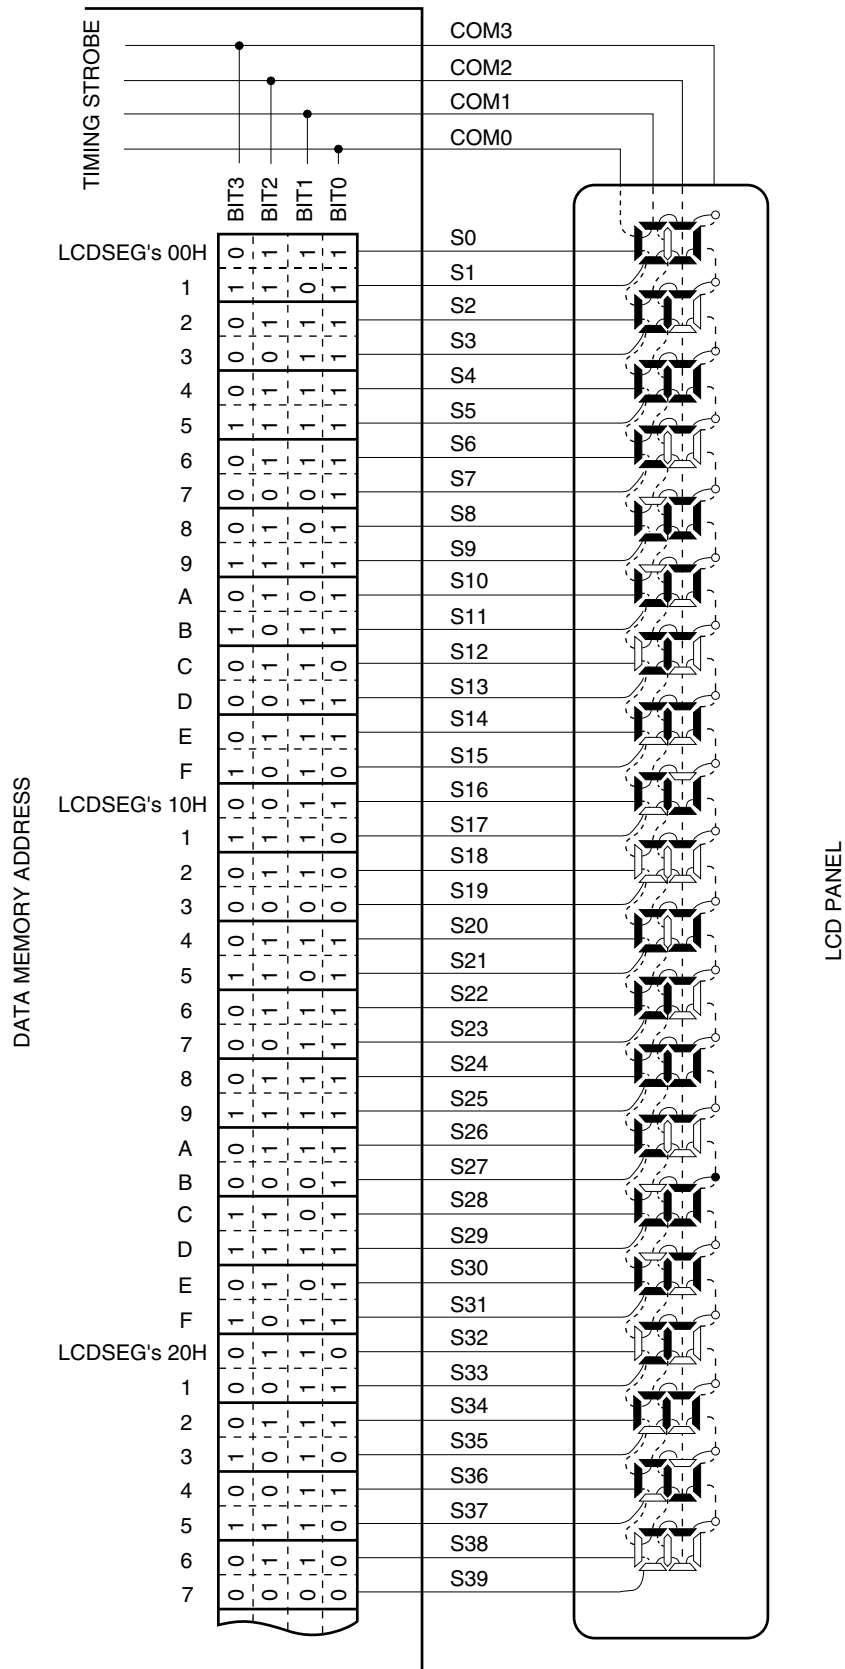 TIMING STROBE
COM3
COM2
COM1
COM0
BIT3 BIT2 BIT1 BIT0
LCDSEG's 00H 0 1 1 1 S0
1 1 1 0 1 S1
2 0 1 1 1 S2
3 0 0 1 1 S3
4 0 1 1 1 S4
5 1 1 1 1 S5
6 0 1 1 1 S6
7 0 0 0 1 S7
8 0 1 0 1 S8
9 1 1 1 1 S9
A 0 1 0 1 S10
B 1 0 1 1 S11
C 0 1 1 0 S12
D 0 0 1 1 S13
E 0 1 1 1 S14
F 1 0 1 0 S15
LCDSEG's 10H 0 0 1 1 S16
1 1 1 1 0 S17
2 0 1 1 0 S18
3 0 0 0 0 S19
4 0 1 1 1 S20
5 1 1 0 1 S21
6 0 1 1 1 S22
7 0 0 1 1 S23
8 0 1 1 1 S24
9 1 1 1 1 S25
A 0 1 1 1 S26
B 0 0 0 1 S27
C 1 1 0 1 S28
D 1 1 1 1 S29
E 0 1 0 1 S30
F 1 0 1 1 S31
LCDSEG's 20H 0 1 1 0 S32
1 0 0 1 1 S33
2 0 1 1 1 S34
3 1 0 1 0 S35
4 0 0 1 1 S36
5 1 1 1 0 S37
6 0 1 1 0 S38
7 0 0 0 0 S39
DATA MEMORY ADDRESS
LCD PANEL